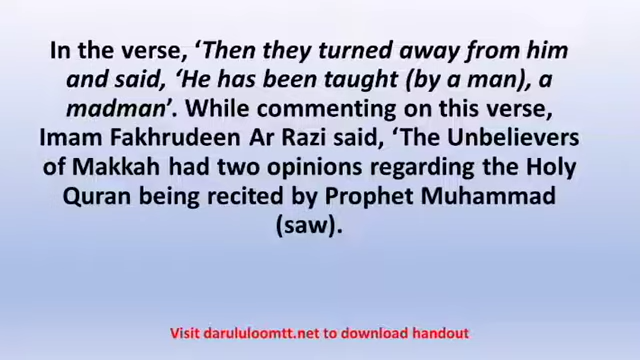 In the verse, ‘Then they turned away from him
and said, ‘He has been taught (by a man), a
madman’. While commenting on this verse,
Imam Fakhrudeen Ar Razi said, ‘The Unbelievers
of Makkah had two opinions regarding the Holy
Quran being recited by Prophet Muhammad
(saw).
Visit darululoomtt.net to download handout